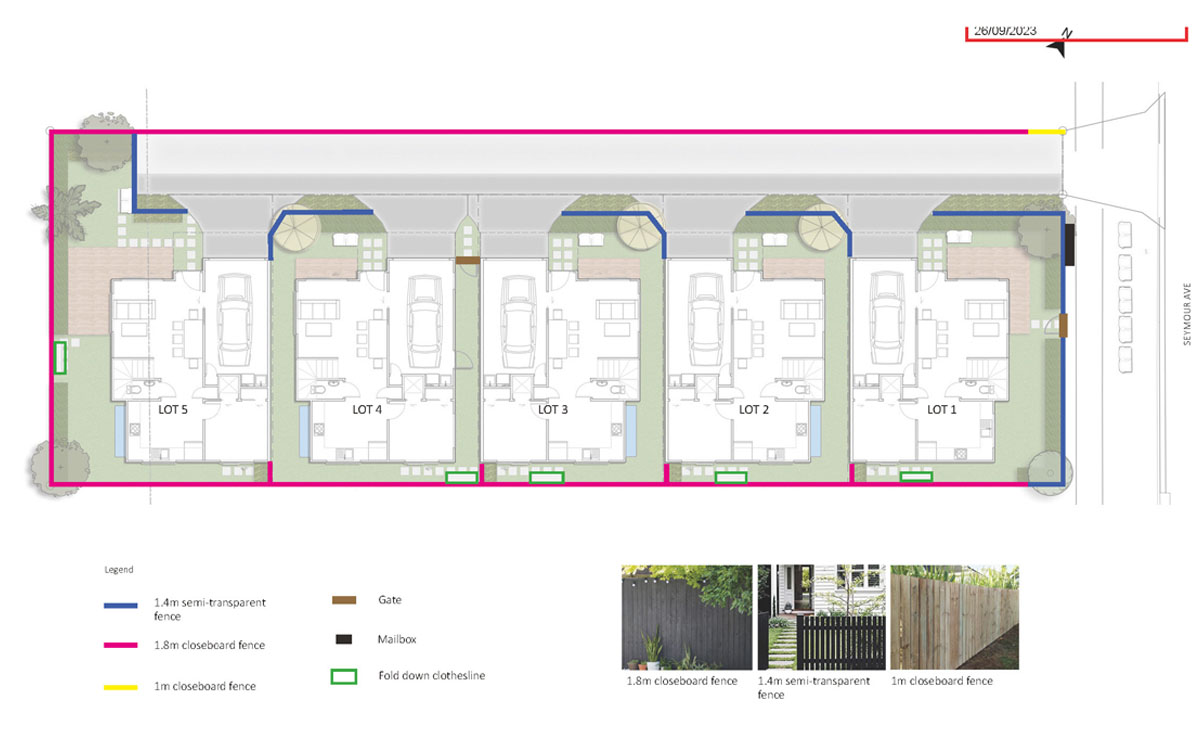 26/09/2023
N
SEYMOUR AVE
LOT 5
LOT 4
LOT 3
LOT 2
LOT 1
Legend
1.4m semi-transparent
fence
1.8m closeboard fence
1m closeboard fence
Gate
Mailbox
Fold down clothesline
1.8m closeboard fence
1.4m semi-transparent
fence
1m closeboard fence